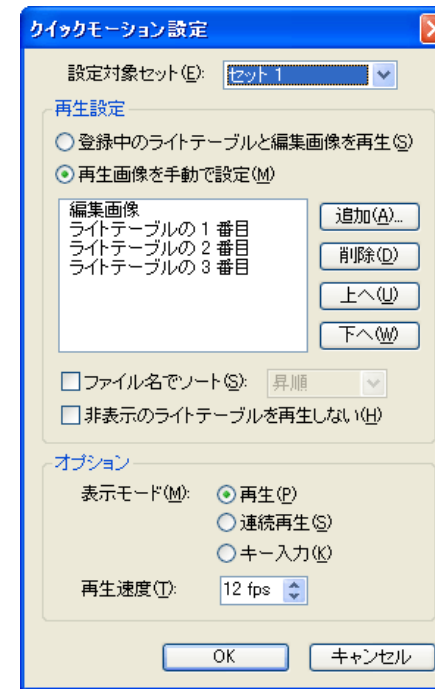 クイックモーション設定
設定対象セット(E): セット 1
再生設定
登録中のライトテーブルと編集画像を再生(S)
再生画像を手動で設定(M)
編集画像
ライトテーブルの 1 番目
ライトテーブルの 2 番目
ライトテーブルの 3 番目
追加(A)...
削除(D)
上へ(U)
下へ(W)
ファイル名でソート(S): 昇順
非表示のライトテーブルを再生しない(H)
オプション
表示モード(M): 再生(P)
連続再生(S)
キー入力(K)
再生速度(T): 12 fps
OK キャンセル